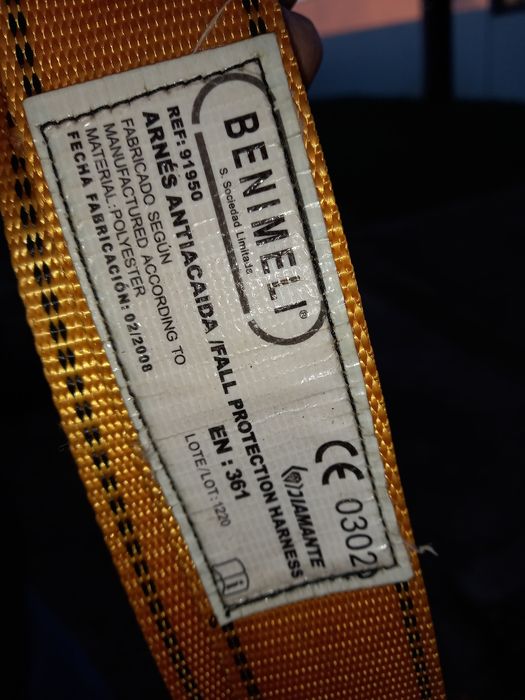 BENIMELI®
S. Sociedad Limitada
REF: 91950
ARNÉS ANTIACAIDA /FALL PROTECTION HARNESS
FABRICADO SEGÚN
MANUFACTURED ACCORDING TO
EN : 361
MATERIAL: POLYESTER
FECHA FABRICACIÓN: 02/2008
LOTE/LOT: 1220
CE 0302
DIAMANTE
i